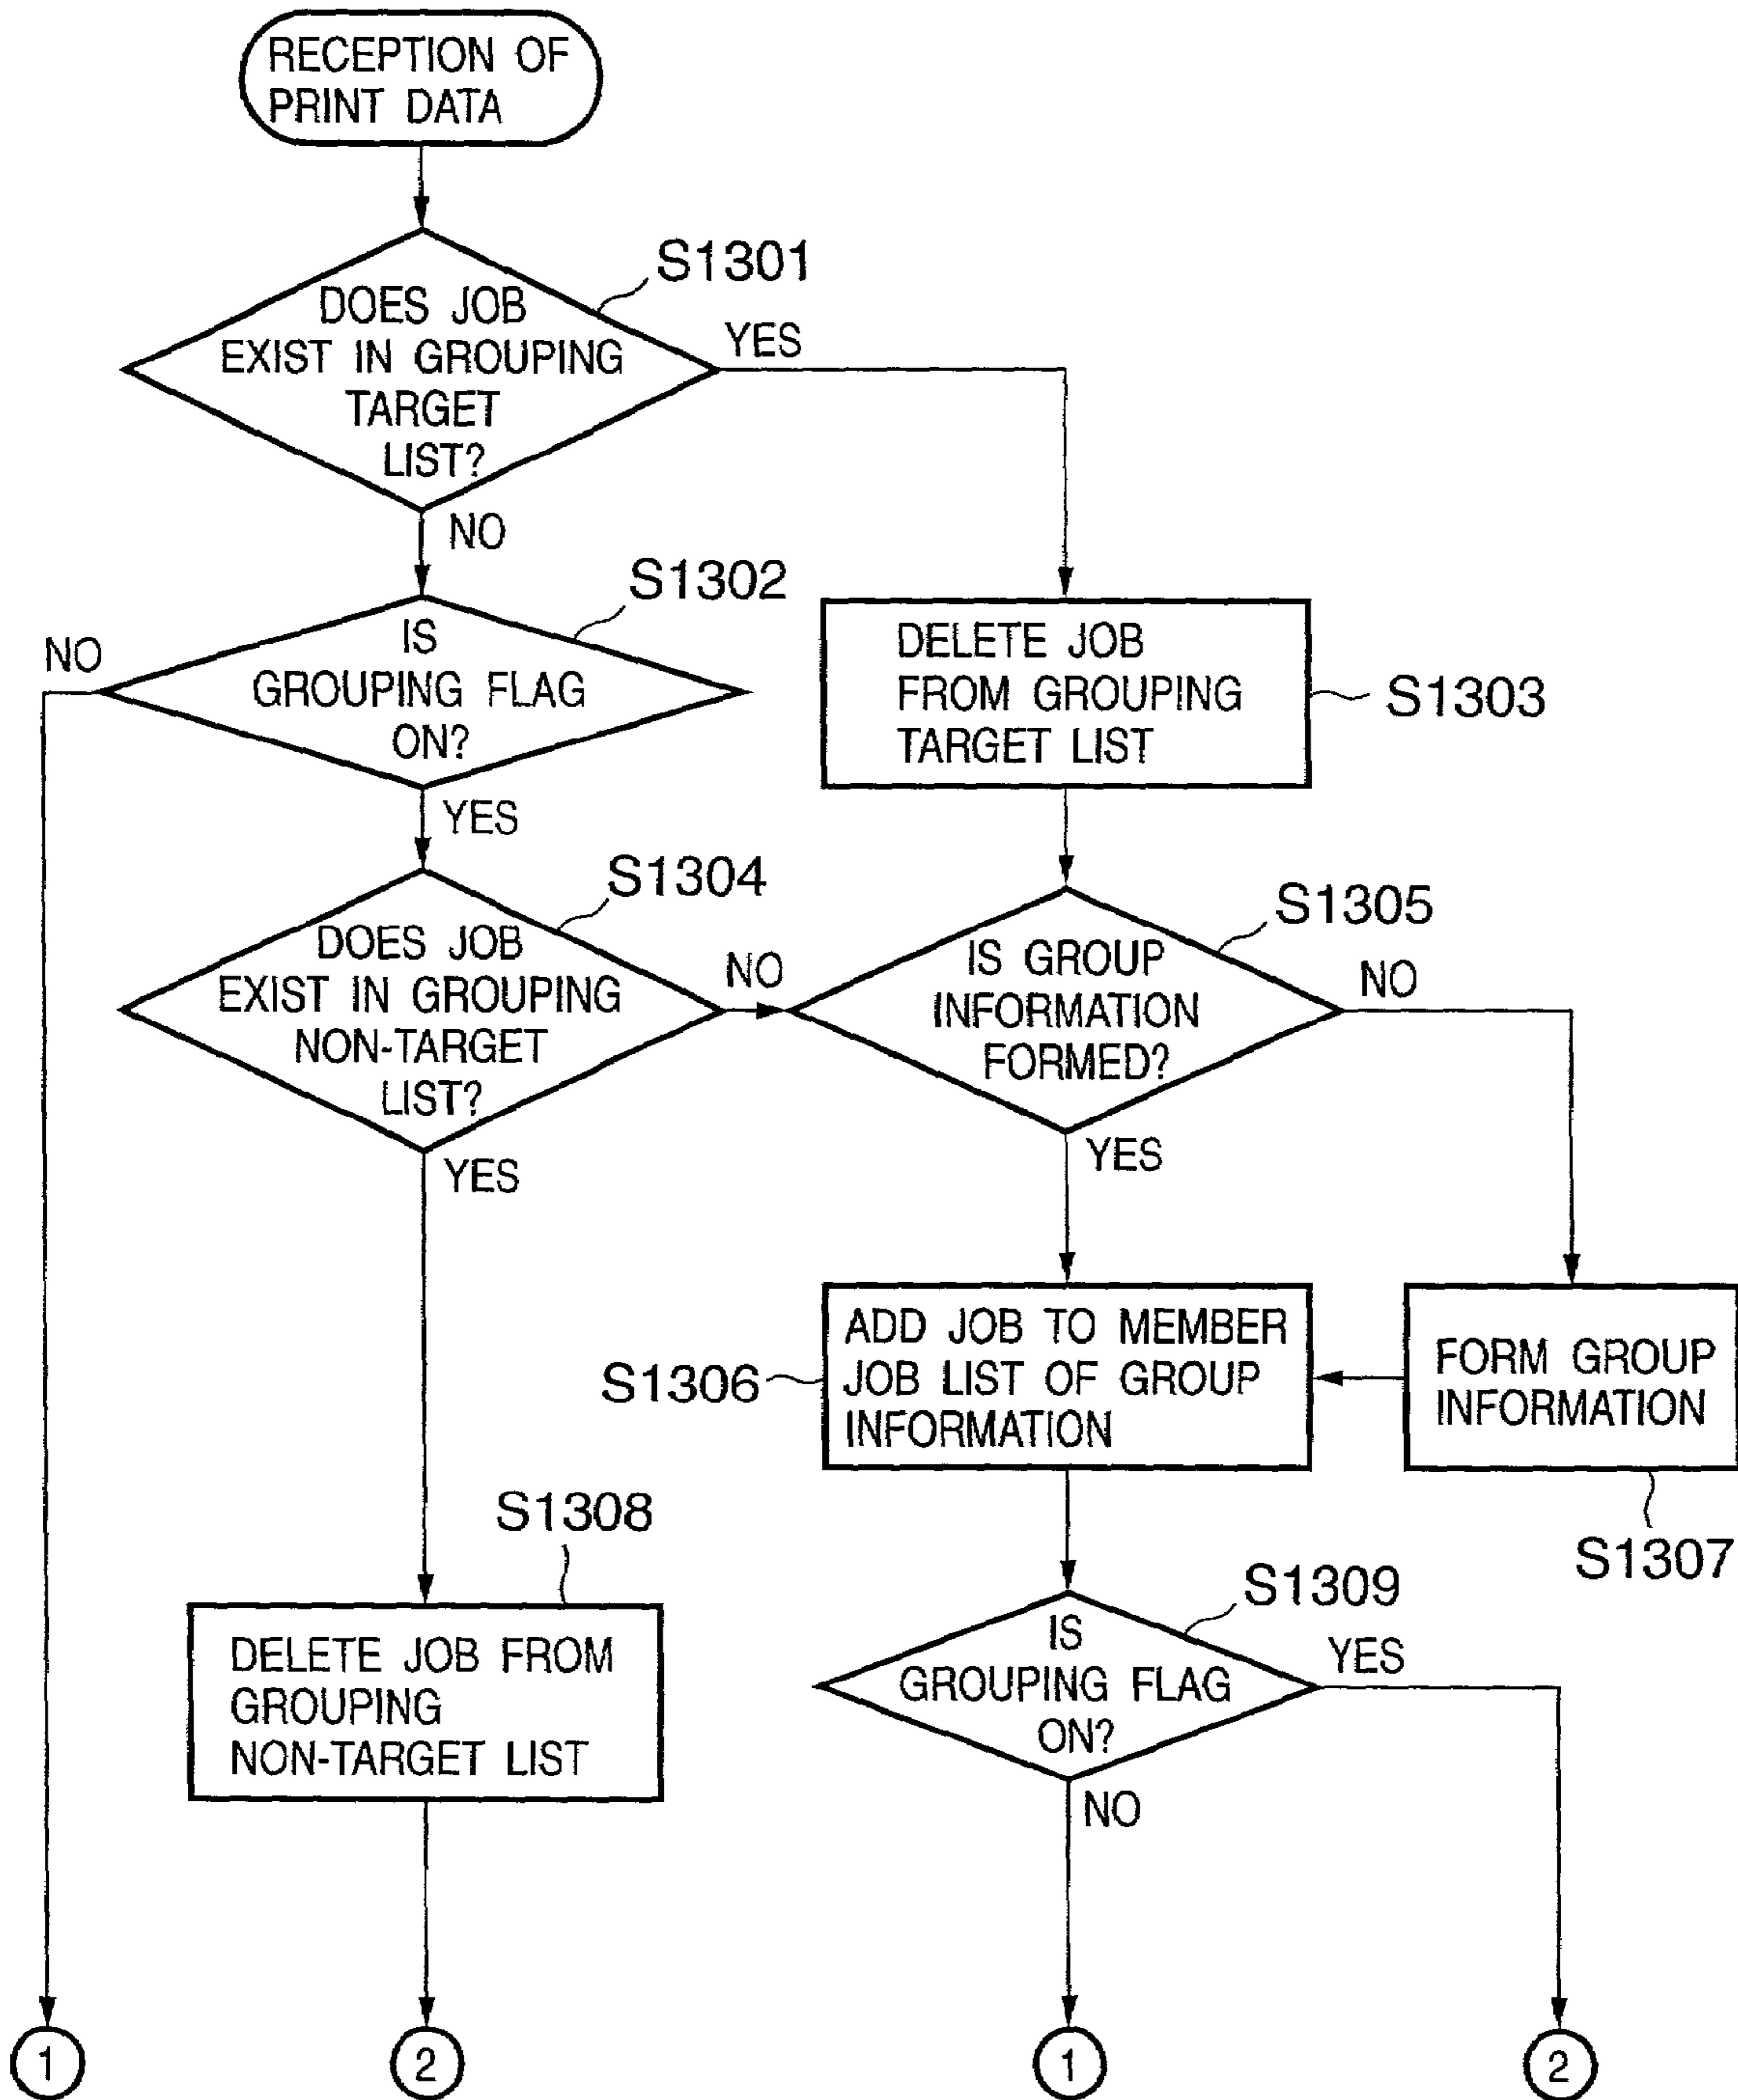 RECEPTION OF
PRINT DATA
S1301
DOES JOB
EXIST IN GROUPING
TARGET
LIST?
YES
NO
S1302
IS
GROUPING FLAG
ON?
NO
YES
DELETE JOB
FROM GROUPING
TARGET LIST
S1303
S1304
DOES JOB
EXIST IN GROUPING
NON-TARGET
LIST?
NO
YES
S1305
IS GROUP
INFORMATION
FORMED?
NO
YES
S1306
ADD JOB TO MEMBER
JOB LIST OF GROUP
INFORMATION
FORM GROUP
INFORMATION
S1307
S1308
DELETE JOB FROM
GROUPING
NON-TARGET LIST
S1309
IS
GROUPING FLAG
ON?
YES
NO
1
2
1
2